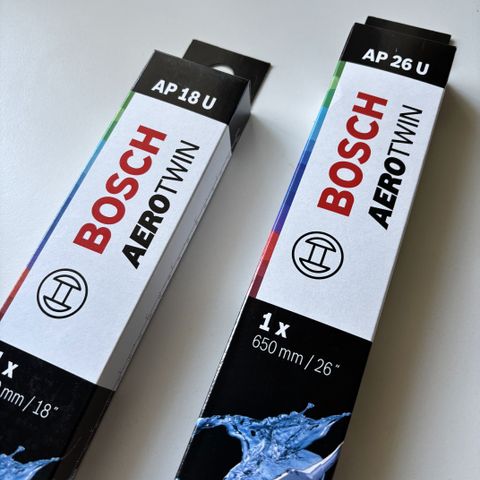 AP 18 U
BOSCH
AEROTWIN
x
mm / 18"
AP 26 U
BOSCH
AEROTWIN
1 x
650 mm / 26"